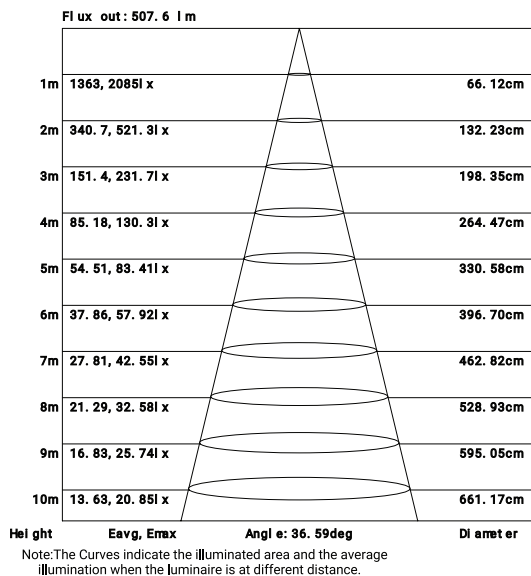 Flux out: 507.6 lm
1m 1363, 2085lx 66.12cm
2m 340.7, 521.3lx 132.23cm
3m 151.4, 231.7lx 198.35cm
4m 85.18, 130.3lx 264.47cm
5m 54.51, 83.41lx 330.58cm
6m 37.86, 57.92lx 396.70cm
7m 27.81, 42.55lx 462.82cm
8m 21.29, 32.58lx 528.93cm
9m 16.83, 25.74lx 595.05cm
10m 13.63, 20.85lx 661.17cm
Height Eavg, Emax Angle: 36.59deg Diameter
Note:The Curves indicate the illuminated area and the average
illumination when the luminaire is at different distance.